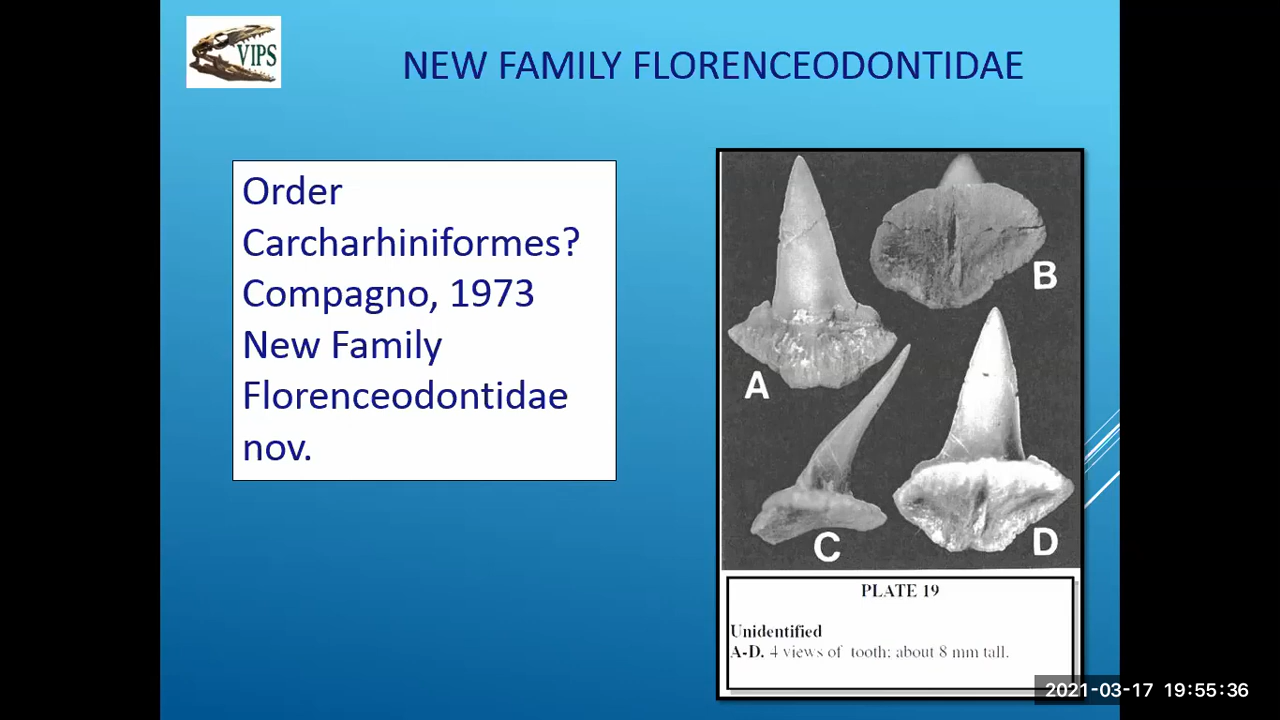 VIPS
NEW FAMILY FLORENCEODONTIDAE
Order
Carcharhiniformes?
Compagno, 1973
New Family
Florenceodontidae
nov.
A
B
C
D
PLATE 19
Unidentified
A-D. 4 views of tooth; about 8 mm tall.
2021-03-17 19:55:36